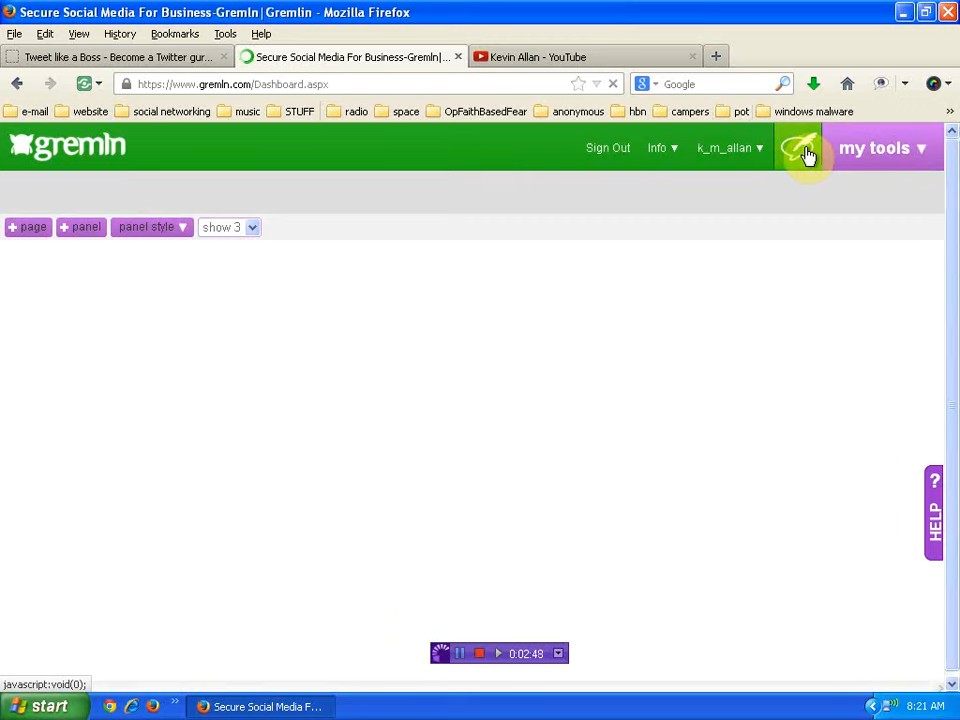 Secure Social Media For Business-Gremln | Gremlin - Mozilla Firefox
File Edit View History Bookmarks Tools Help
Tweet like a Boss - Become a Twitter gur... Secure Social Media For Business-Gremln|... Kevin Allan - YouTube
https://www.gremln.com/Dashboard.aspx Google
e-mail website social networking music STUFF radio space OpFaithBasedFear anonymous hbn campers pot windows malware »
gremln Sign Out Info ▼ k_m_allan ▼ my tools ▼
+ page + panel panel style ▼ show 3
HELP ?
0:02:48
javascript:void(0);
start » Secure Social Media F... 8:21 AM